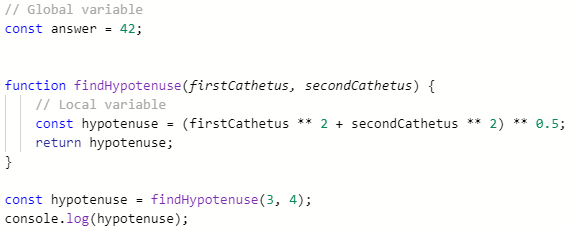 // Global variable
const answer = 42;
function findHypotenuse(firstCathetus, secondCathetus) {
    // Local variable
    const hypotenuse = (firstCathetus ** 2 + secondCathetus ** 2) ** 0.5;
    return hypotenuse;
}
const hypotenuse = findHypotenuse(3, 4);
console.log(hypotenuse);